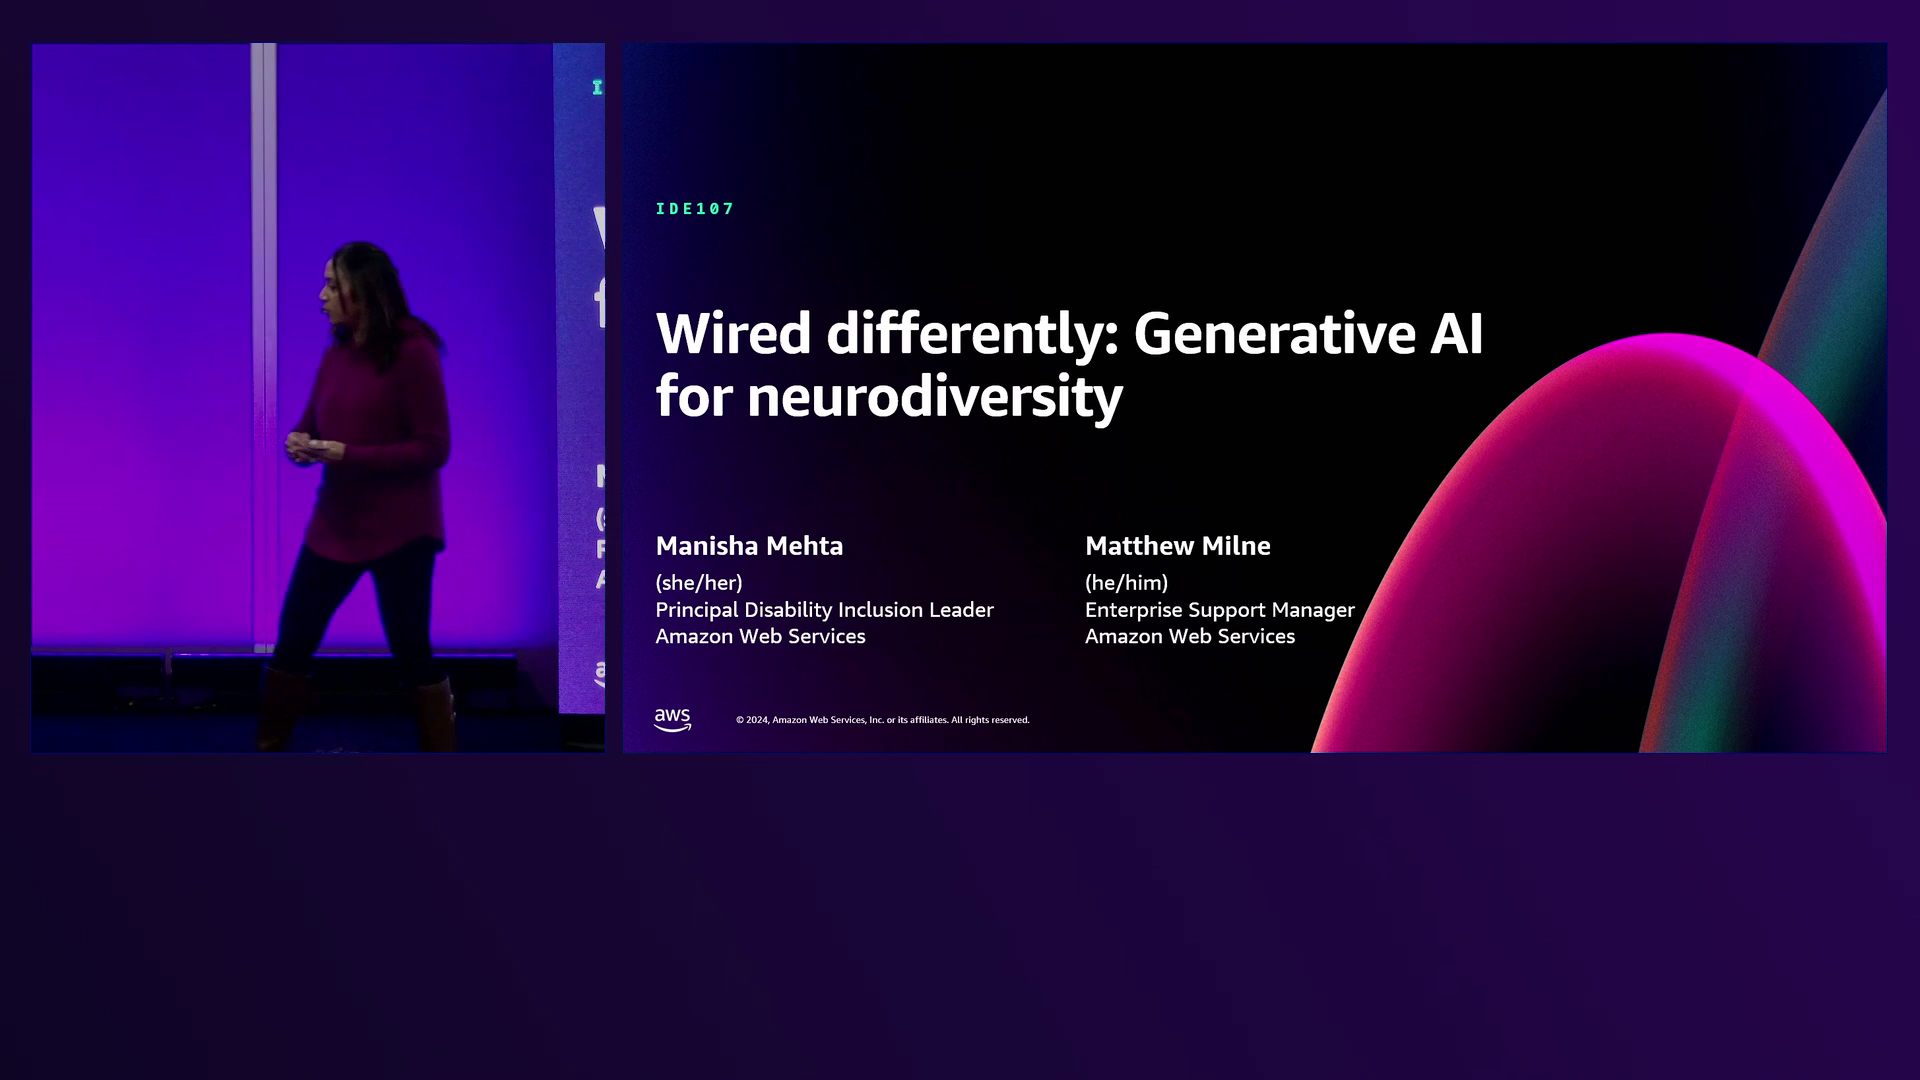 IDE107
Wired differently: Generative AI
for neurodiversity
Manisha Mehta
(she/her)
Principal Disability Inclusion Leader
Amazon Web Services
Matthew Milne
(he/him)
Enterprise Support Manager
Amazon Web Services
aws
© 2024, Amazon Web Services, Inc. or its affiliates. All rights reserved.